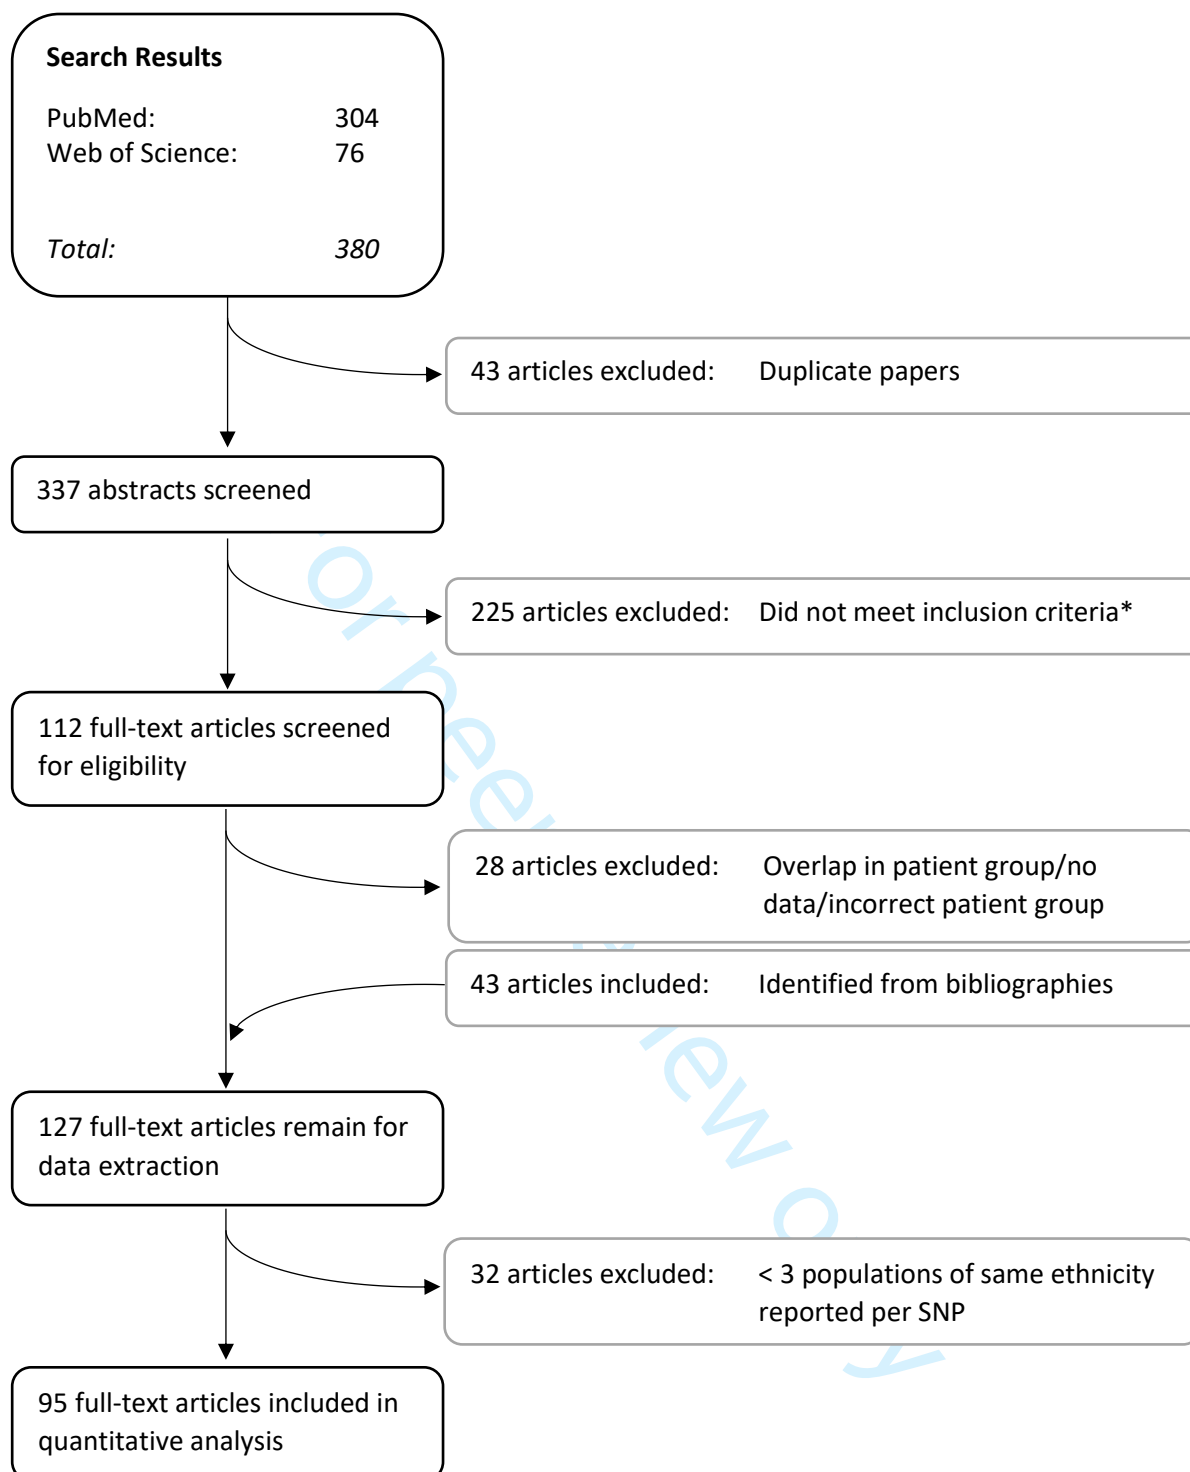 Search Results
PubMed: 304
Web of Science: 76
Total: 380
43 articles excluded: Duplicate papers
337 abstracts screened
225 articles excluded: Did not meet inclusion criteria*
112 full-text articles screened
for eligibility
28 articles excluded: Overlap in patient group/no
data/incorrect patient group
43 articles included: Identified from bibliographies
127 full-text articles remain for
data extraction
32 articles excluded: < 3 populations of same ethnicity
reported per SNP
95 full-text articles included in
quantitative analysis